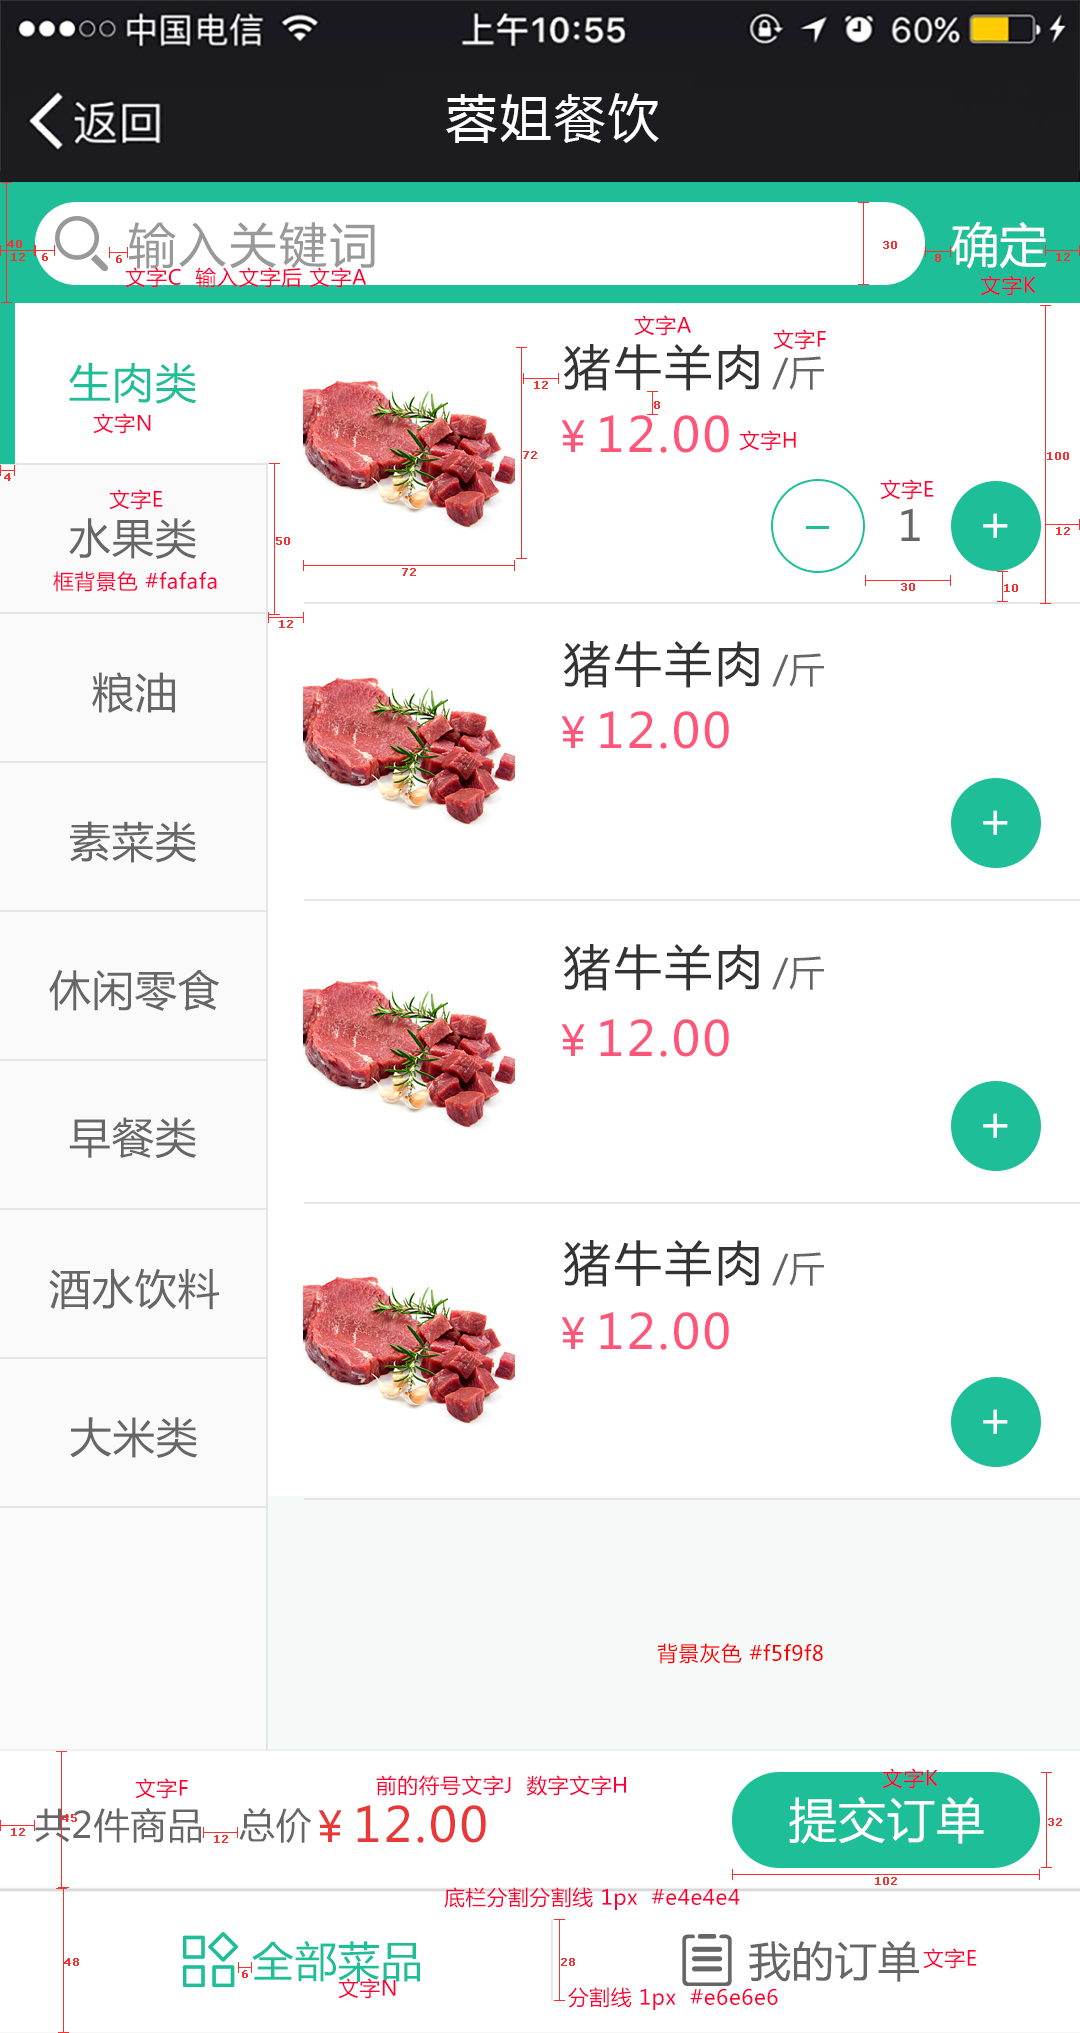 中国电信 上午10:55 60%
返回 蓉姐餐饮
输入关键词 确定
40 12 6 6 30 8 12
文字C 输入文字后 文字A 文字K
生肉类
文字N
4
文字E
水果类
框背景色 #fafafa
50
12
粮油
素菜类
休闲零食
早餐类
酒水饮料
大米类
文字A 文字F
猪牛羊肉 /斤
12
8
¥ 12.00 文字H
72
72
100
文字E
− 1 +
12
30
10
猪牛羊肉 /斤
¥ 12.00
+
猪牛羊肉 /斤
¥ 12.00
+
猪牛羊肉 /斤
¥ 12.00
+
背景灰色 #f5f9f8
文字F 前的符号文字J 数字文字H 文字K
共2件商品 总价 ¥ 12.00 提交订单
12 45 12 32
102
底栏分割分割线 1px #e4e4e4
全部菜品 我的订单 文字E
48 6 28
文字N
分割线 1px #e6e6e6